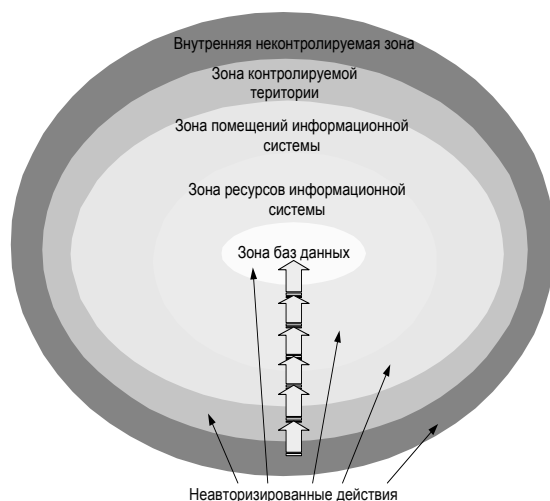 Внутренняя неконтролируемая зона
Зона контролируемой
територии
Зона помещений информационной
системы
Зона ресурсов информационной
системы
Зона баз данных
Неавторизированные действия